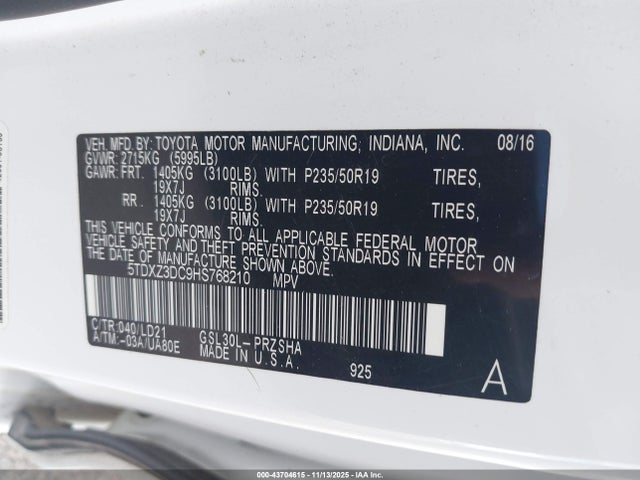 VEH. MFD. BY: TOYOTA MOTOR MANUFACTURING, INDIANA, INC. 08/16
GVWR: 2715KG (5995LB)
GAWR: FRT. 1405KG (3100LB) WITH P235/50R19 TIRES,
19X7J RIMS.
RR. 1405KG (3100LB) WITH P235/50R19 TIRES,
19X7J RIMS.
THIS VEHICLE CONFORMS TO ALL APPLICABLE FEDERAL MOTOR
VEHICLE SAFETY AND THEFT PREVENTION STANDARDS IN EFFECT ON
THE DATE OF MANUFACTURE SHOWN ABOVE.
5TDXZ3DC9HS768210 MPV
C/TR:040/LD21 GSL30L-PRZSHA
A/TM:-03A/UA80E MADE IN U.S.A.
925
A
000-43704615 - 11/13/2025 - IAAI.com